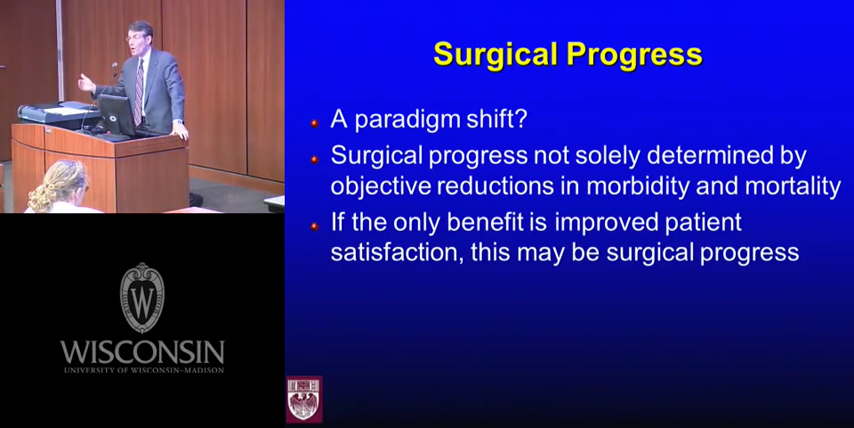 Surgical Progress
A paradigm shift?
Surgical progress not solely determined by
objective reductions in morbidity and mortality
If the only benefit is improved patient
satisfaction, this may be surgical progress
W
WISCONSIN
UNIVERSITY OF WISCONSIN–MADISON